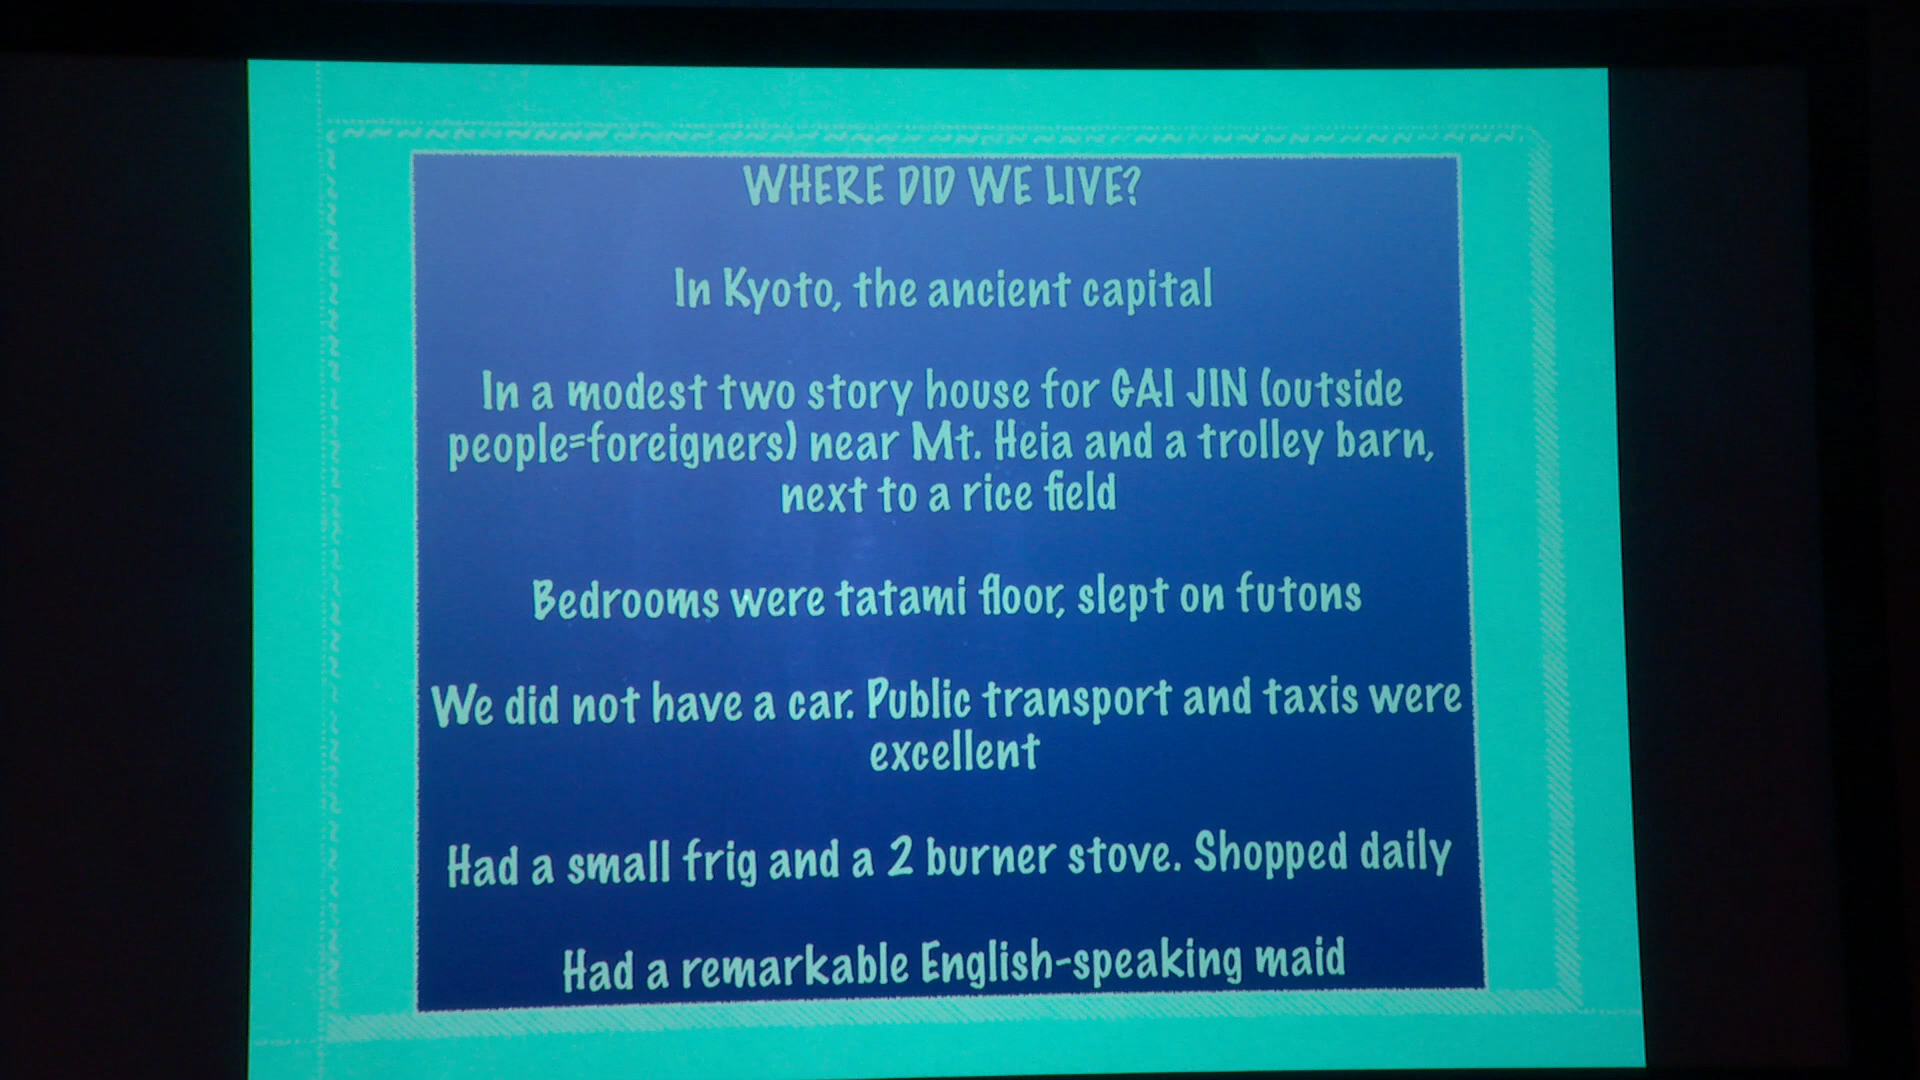 WHERE DID WE LIVE?
In Kyoto, the ancient capital
In a modest two story house for GAI JIN (outside
people=foreigners) near Mt. Heia and a trolley barn,
next to a rice field
Bedrooms were tatami floor, slept on futons
We did not have a car. Public transport and taxis were
excellent
Had a small frig and a 2 burner stove. Shopped daily
Had a remarkable English-speaking maid